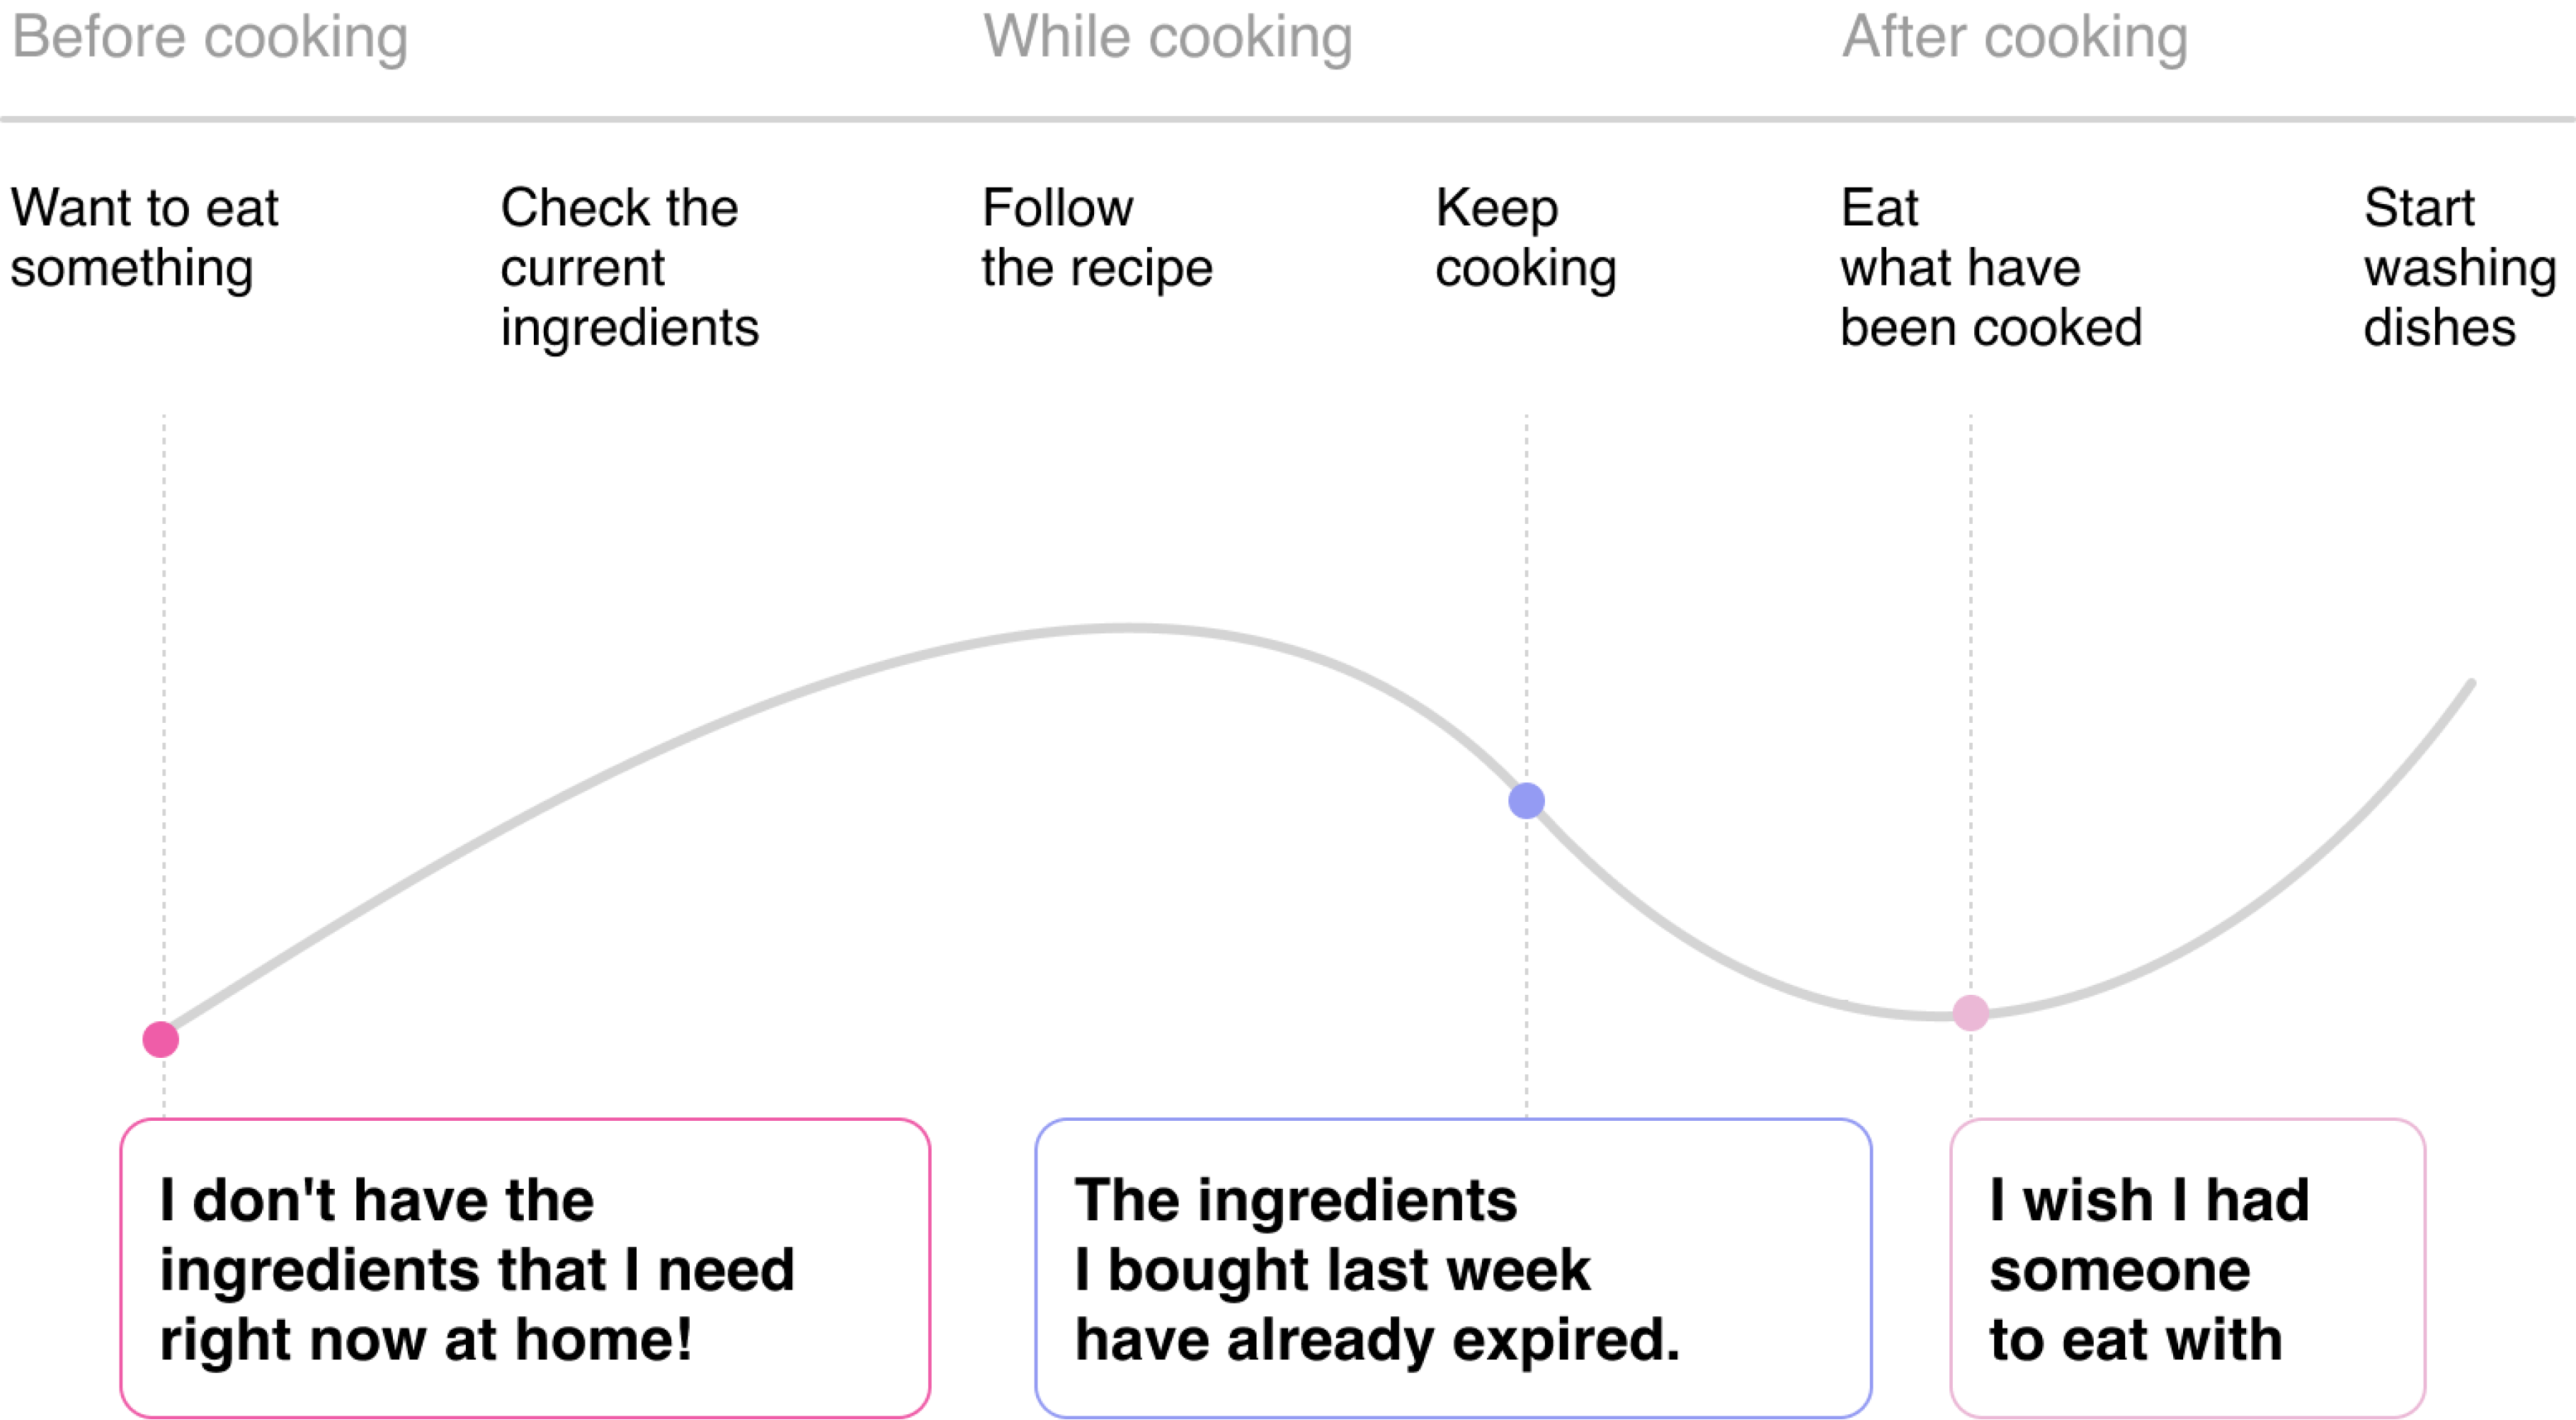 Before cooking
While cooking
After cooking
Want to eat
something
Check the
current
ingredients
Follow
the recipe
Keep
cooking
Eat
what have
been cooked
Start
washing
dishes
I don't have the
ingredients that I need
right now at home!
The ingredients
I bought last week
have already expired.
I wish I had
someone
to eat with